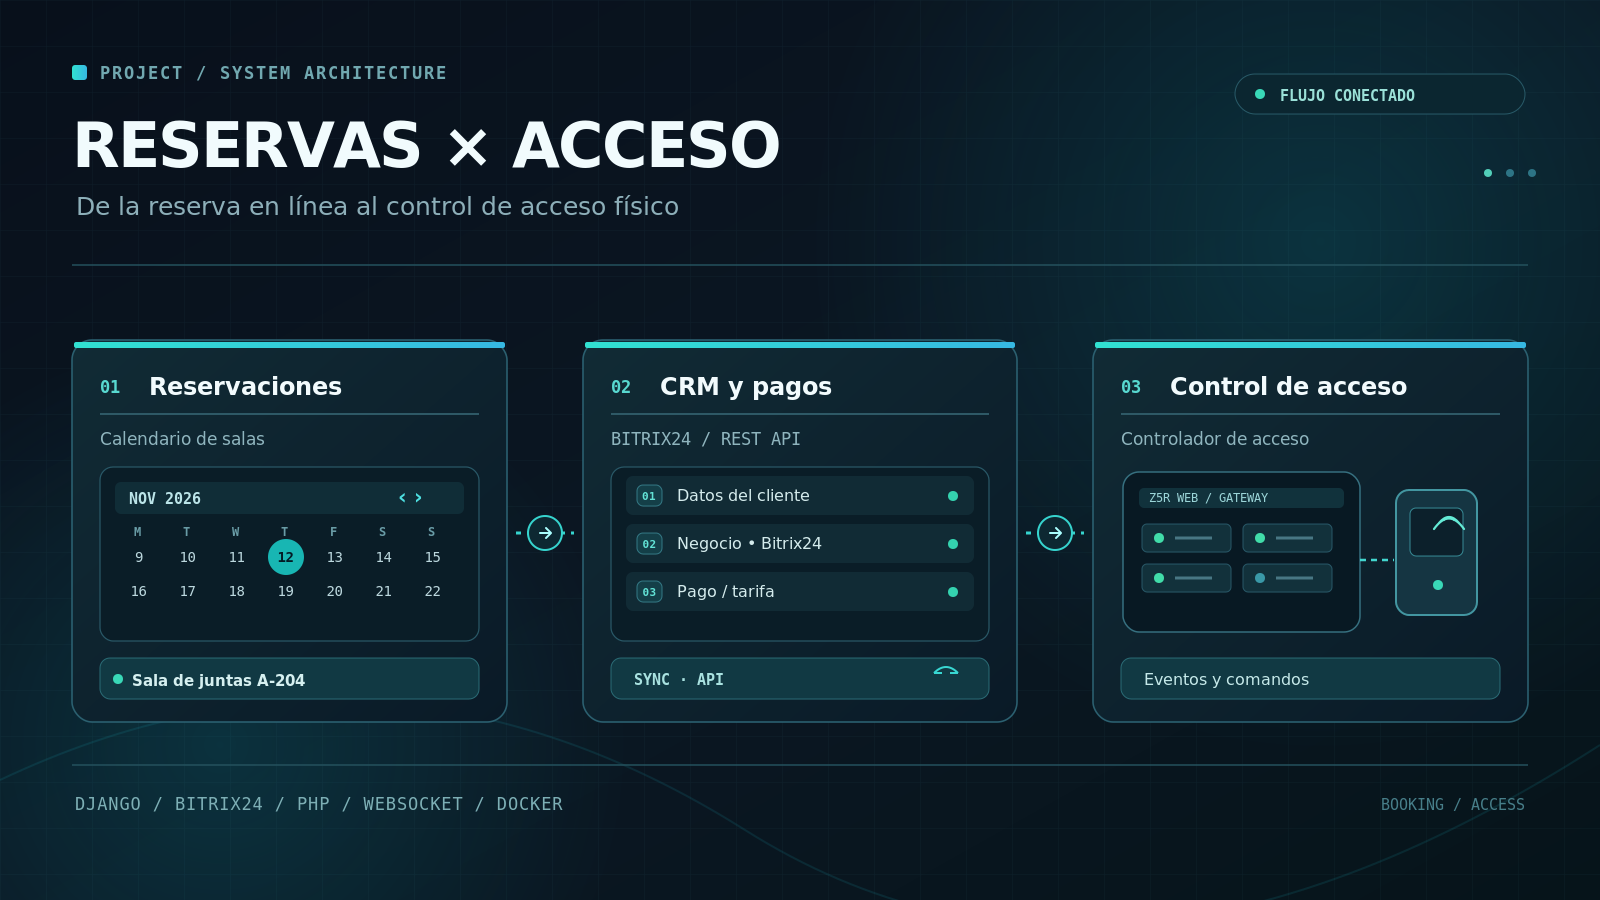 PROJECT / SYSTEM ARCHITECTURE
FLUJO CONECTADO
RESERVAS × ACCESO
De la reserva en línea al control de acceso físico
01 Reservaciones
Calendario de salas
NOV 2026 ‹ ›
M T W T F S S
9 10 11 12 13 14 15
16 17 18 19 20 21 22
Sala de juntas A-204
02 CRM y pagos
BITRIX24 / REST API
01 Datos del cliente
02 Negocio • Bitrix24
03 Pago / tarifa
SYNC · API
03 Control de acceso
Controlador de acceso
Z5R WEB / GATEWAY
Eventos y comandos
DJANGO / BITRIX24 / PHP / WEBSOCKET / DOCKER
BOOKING / ACCESS